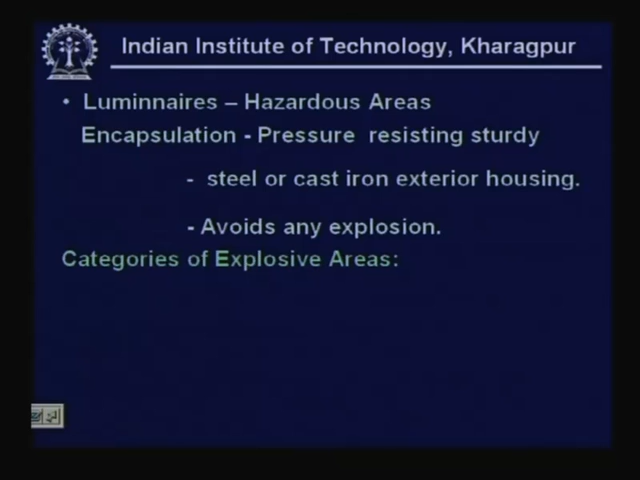 Indian Institute of Technology, Kharagpur
• Luminnaires – Hazardous Areas
Encapsulation - Pressure resisting sturdy
- steel or cast iron exterior housing.
- Avoids any explosion.
Categories of Explosive Areas: